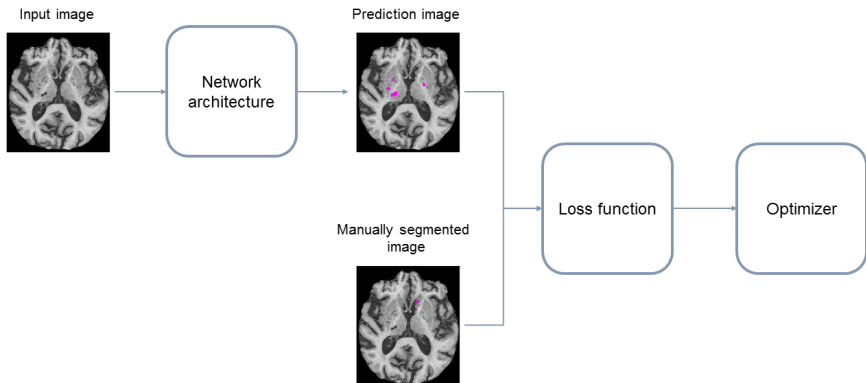 Input image
Prediction image
Network
architecture
Manually segmented
image
Loss function
Optimizer